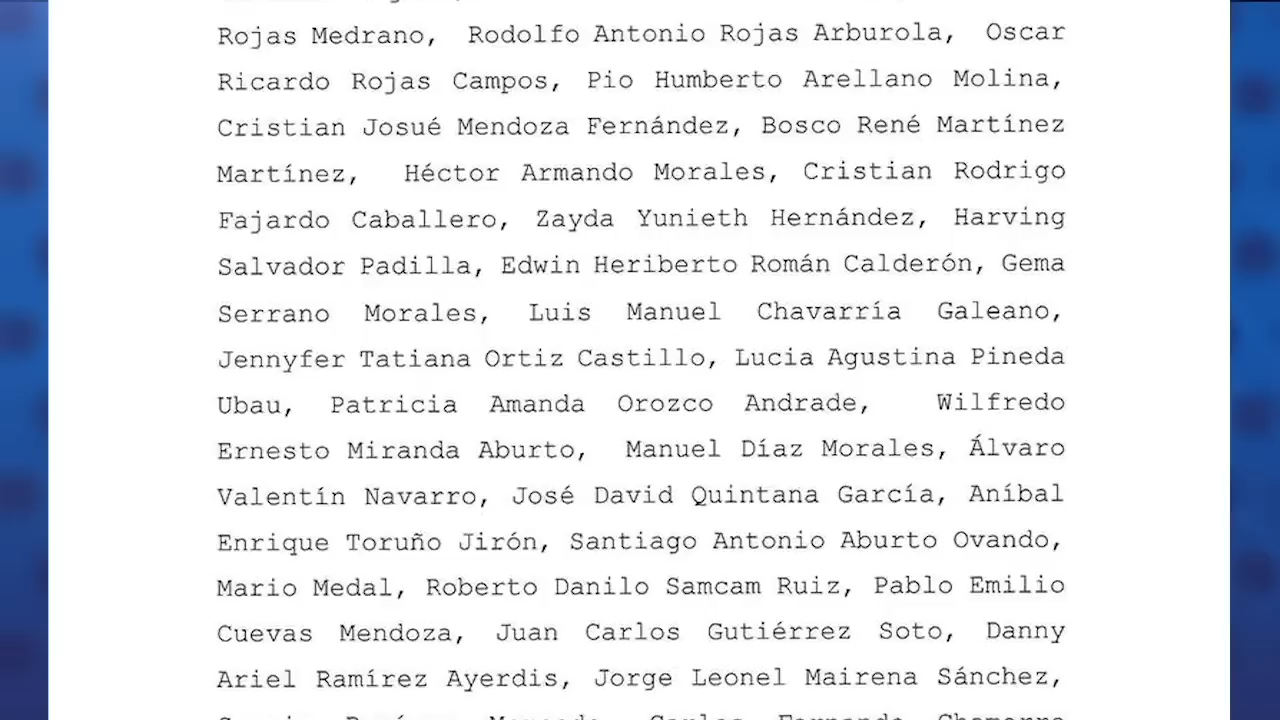 Rojas Medrano, Rodolfo Antonio Rojas Arburola, Oscar
Ricardo Rojas Campos, Pio Humberto Arellano Molina,
Cristian Josué Mendoza Fernández, Bosco René Martínez
Martínez, Héctor Armando Morales, Cristian Rodrigo
Fajardo Caballero, Zayda Yunieth Hernández, Harving
Salvador Padilla, Edwin Heriberto Román Calderón, Gema
Serrano Morales, Luis Manuel Chavarría Galeano,
Jennyfer Tatiana Ortiz Castillo, Lucia Agustina Pineda
Ubau, Patricia Amanda Orozco Andrade, Wilfredo
Ernesto Miranda Aburto, Manuel Díaz Morales, Álvaro
Valentín Navarro, José David Quintana García, Aníbal
Enrique Toruño Jirón, Santiago Antonio Aburto Ovando,
Mario Medal, Roberto Danilo Samcam Ruiz, Pablo Emilio
Cuevas Mendoza, Juan Carlos Gutiérrez Soto, Danny
Ariel Ramírez Ayerdis, Jorge Leonel Mairena Sánchez,